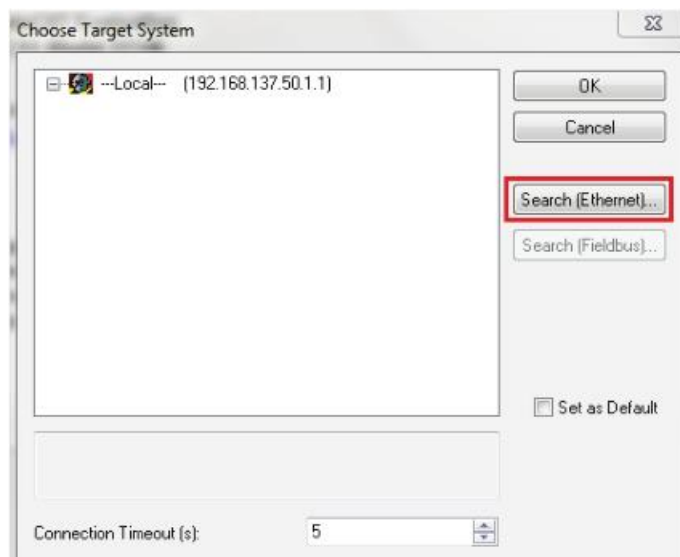 Choose Target System
---Local--- (192.168.137.50.1.1)
OK
Cancel
Search (Ethernet)...
Search (Fieldbus)...
Set as Default
Connection Timeout (s):
5